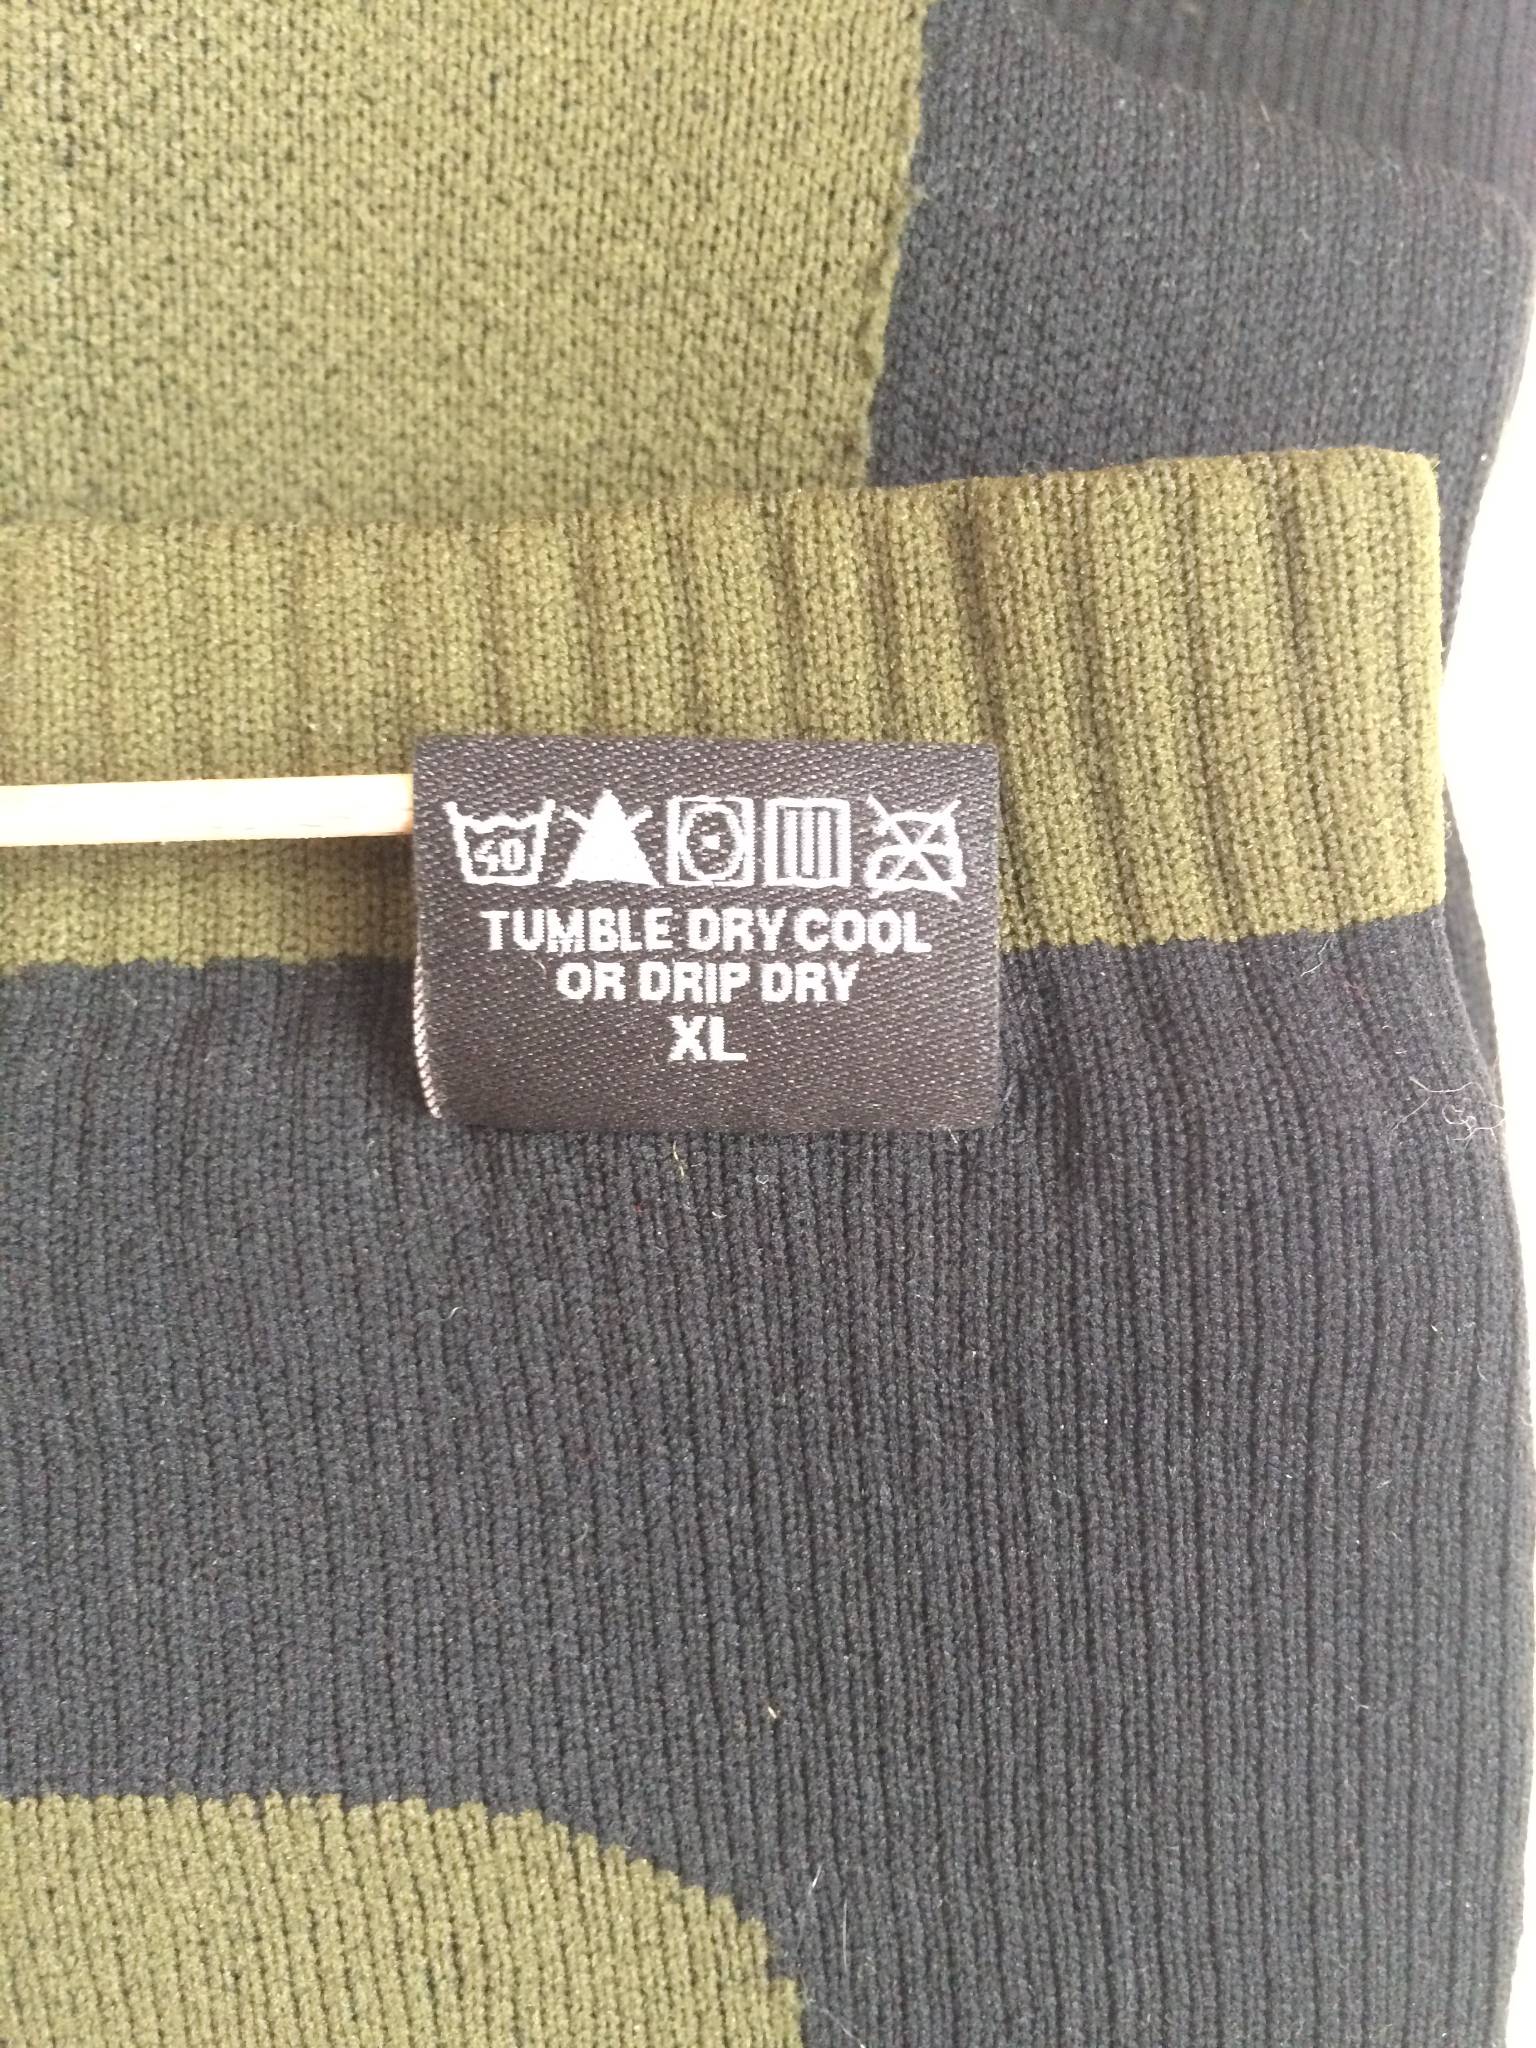 40
TUMBLE DRY COOL
OR DRIP DRY
XL